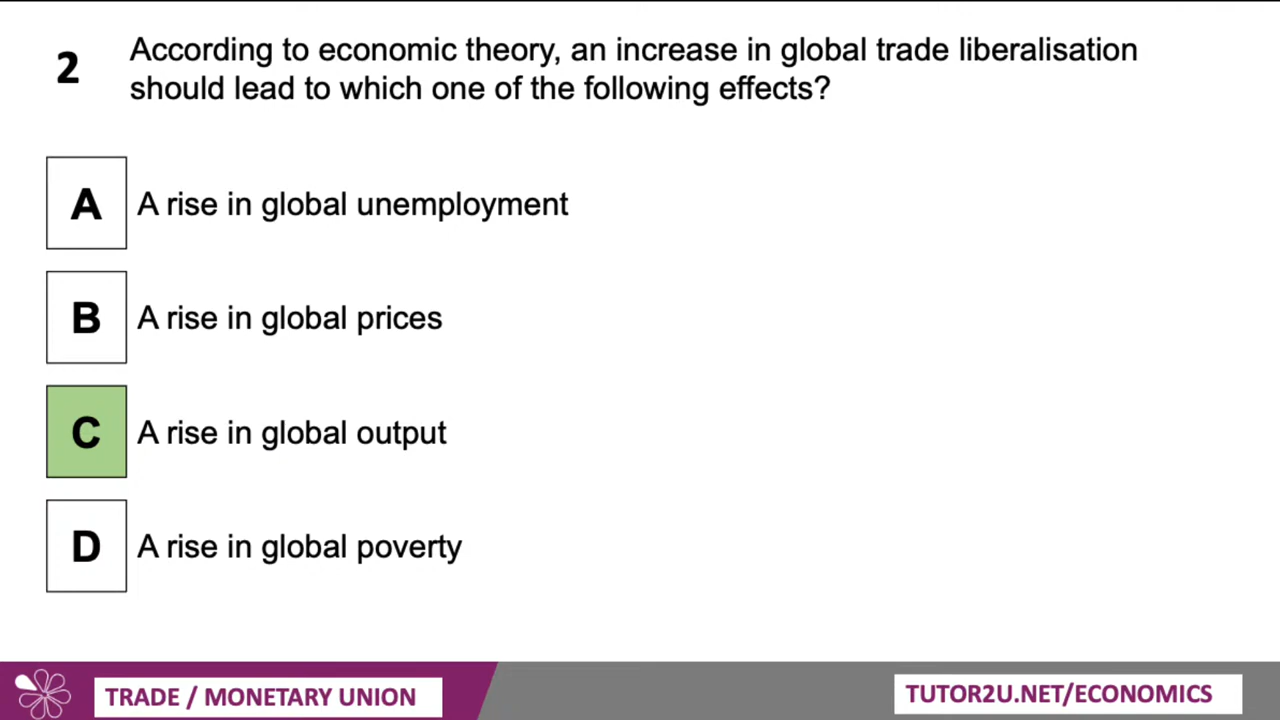 2
According to economic theory, an increase in global trade liberalisation
should lead to which one of the following effects?
A A rise in global unemployment
B A rise in global prices
C A rise in global output
D A rise in global poverty
TRADE / MONETARY UNION
TUTOR2U.NET/ECONOMICS